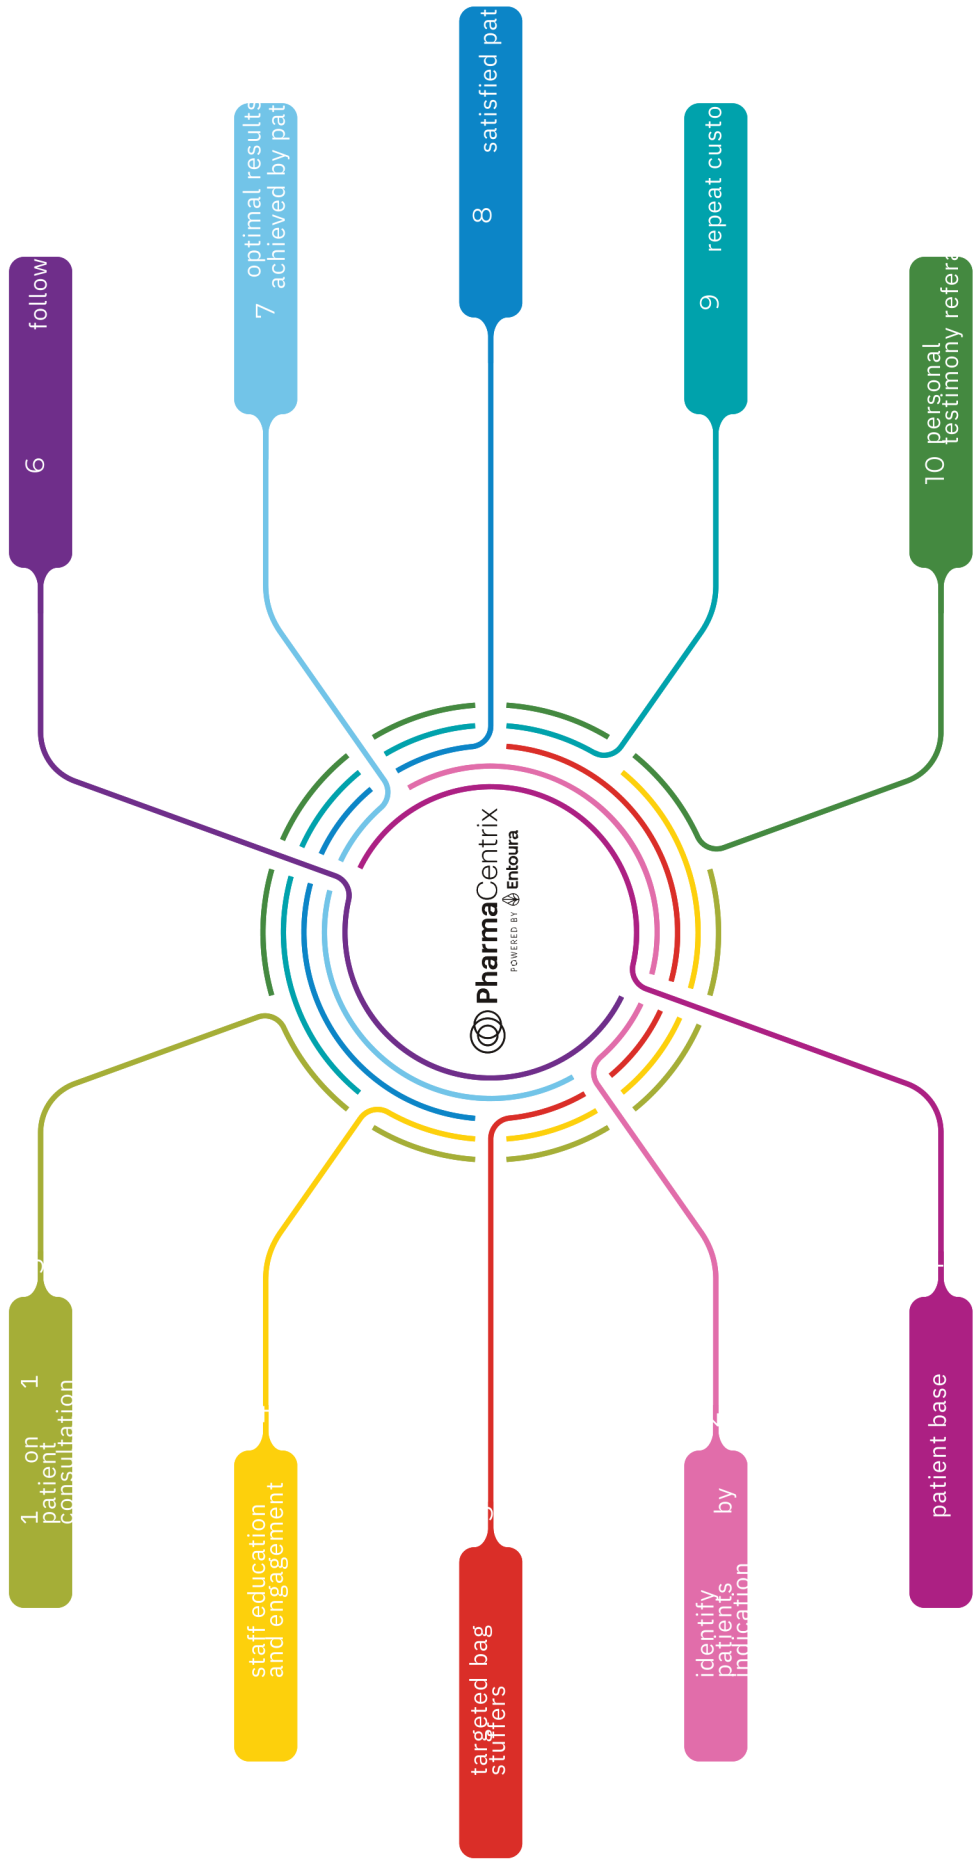 PharmaCentrix
POWERED BY Entoura
patient base
identify
patients by
indication
targeted bag
stuffers
staff education
and engagement
1 on 1
patient
consultation
6
follow
7
optimal results
achieved by pat
8
satisfied pat
9
repeat custo
10
personal
testimony refera